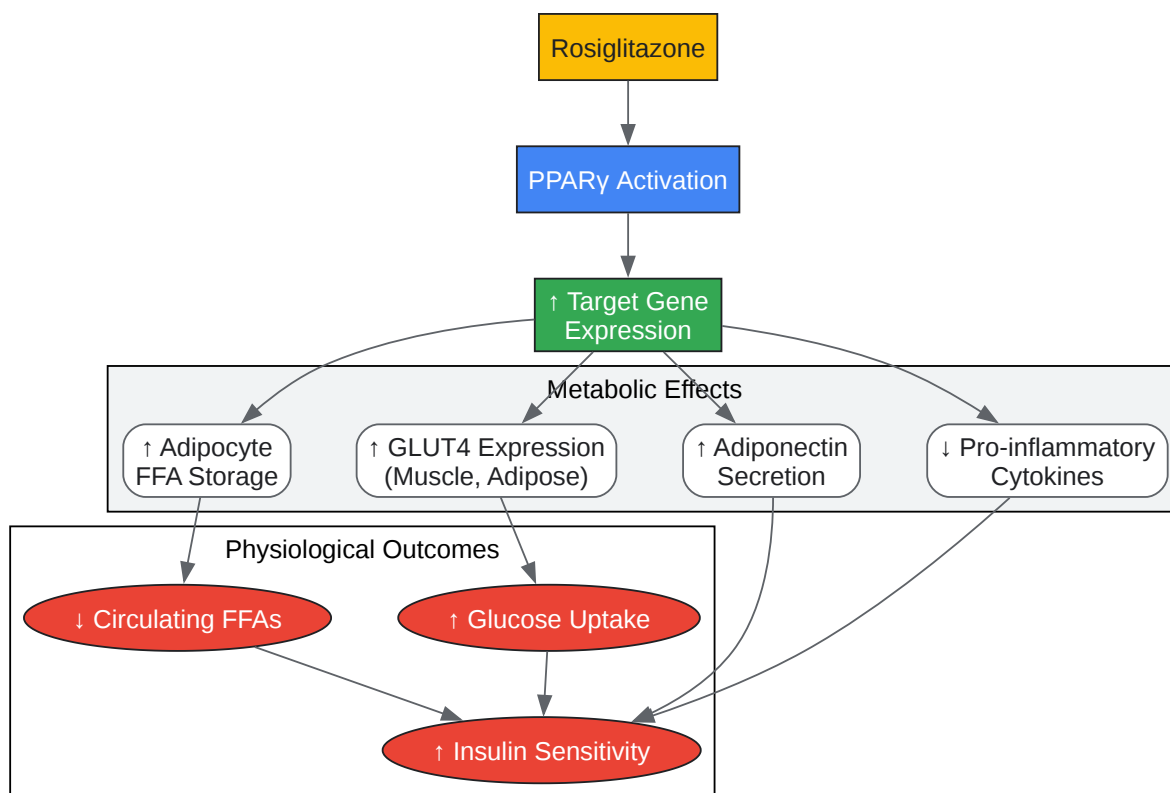 Rosiglitazone
PPARγ Activation
↑ Target Gene
Expression
Metabolic Effects
↑ Adipocyte
FFA Storage
↑ GLUT4 Expression
(Muscle, Adipose)
↑ Adiponectin
Secretion
↓ Pro-inflammatory
Cytokines
Physiological Outcomes
↓ Circulating FFAs
↑ Glucose Uptake
↑ Insulin Sensitivity